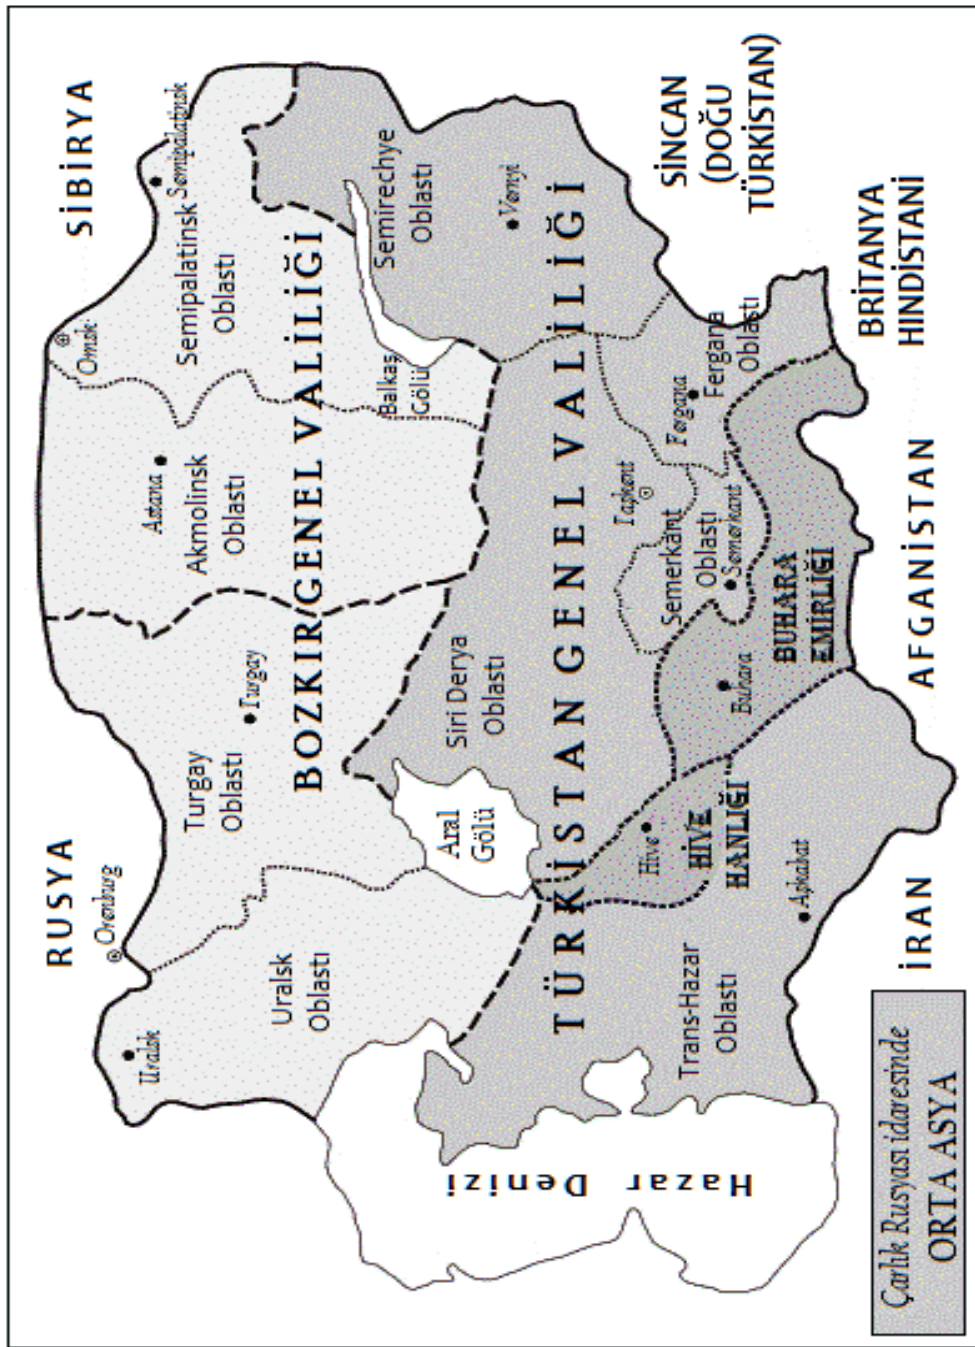 RUSYA
SİBİRYA
Uralsk
Orenburg
Omsk
Semipalatinsk
Uralsk
Oblastı
Turgay
Oblastı
Turgay
Astana
Akmolinsk
Oblastı
Semipalatinsk
Oblastı
BOZKIR GENEL VALİLİĞİ
Balkaş
Gölü
Semirechye
Oblastı
Vernyi
Aral
Gölü
Siri Derya
Oblastı
TÜRKİSTAN GENEL VALİLİĞİ
Hazar Denizi
Trans-Hazar
Oblastı
Aşkabat
Hive
HİVE
HANLIĞI
Buhara
BUHARA
EMİRLİĞİ
Taşkent
Semerkant
Oblastı
Semerkant
Fergana
Fergana
Oblastı
SİNCAN
(DOĞU
TÜRKİSTAN)
BRİTANYA
HINDİSTANİ
AFGANİSTAN
İRAN
Çarlık Rusyası idaresinde
ORTA ASYA